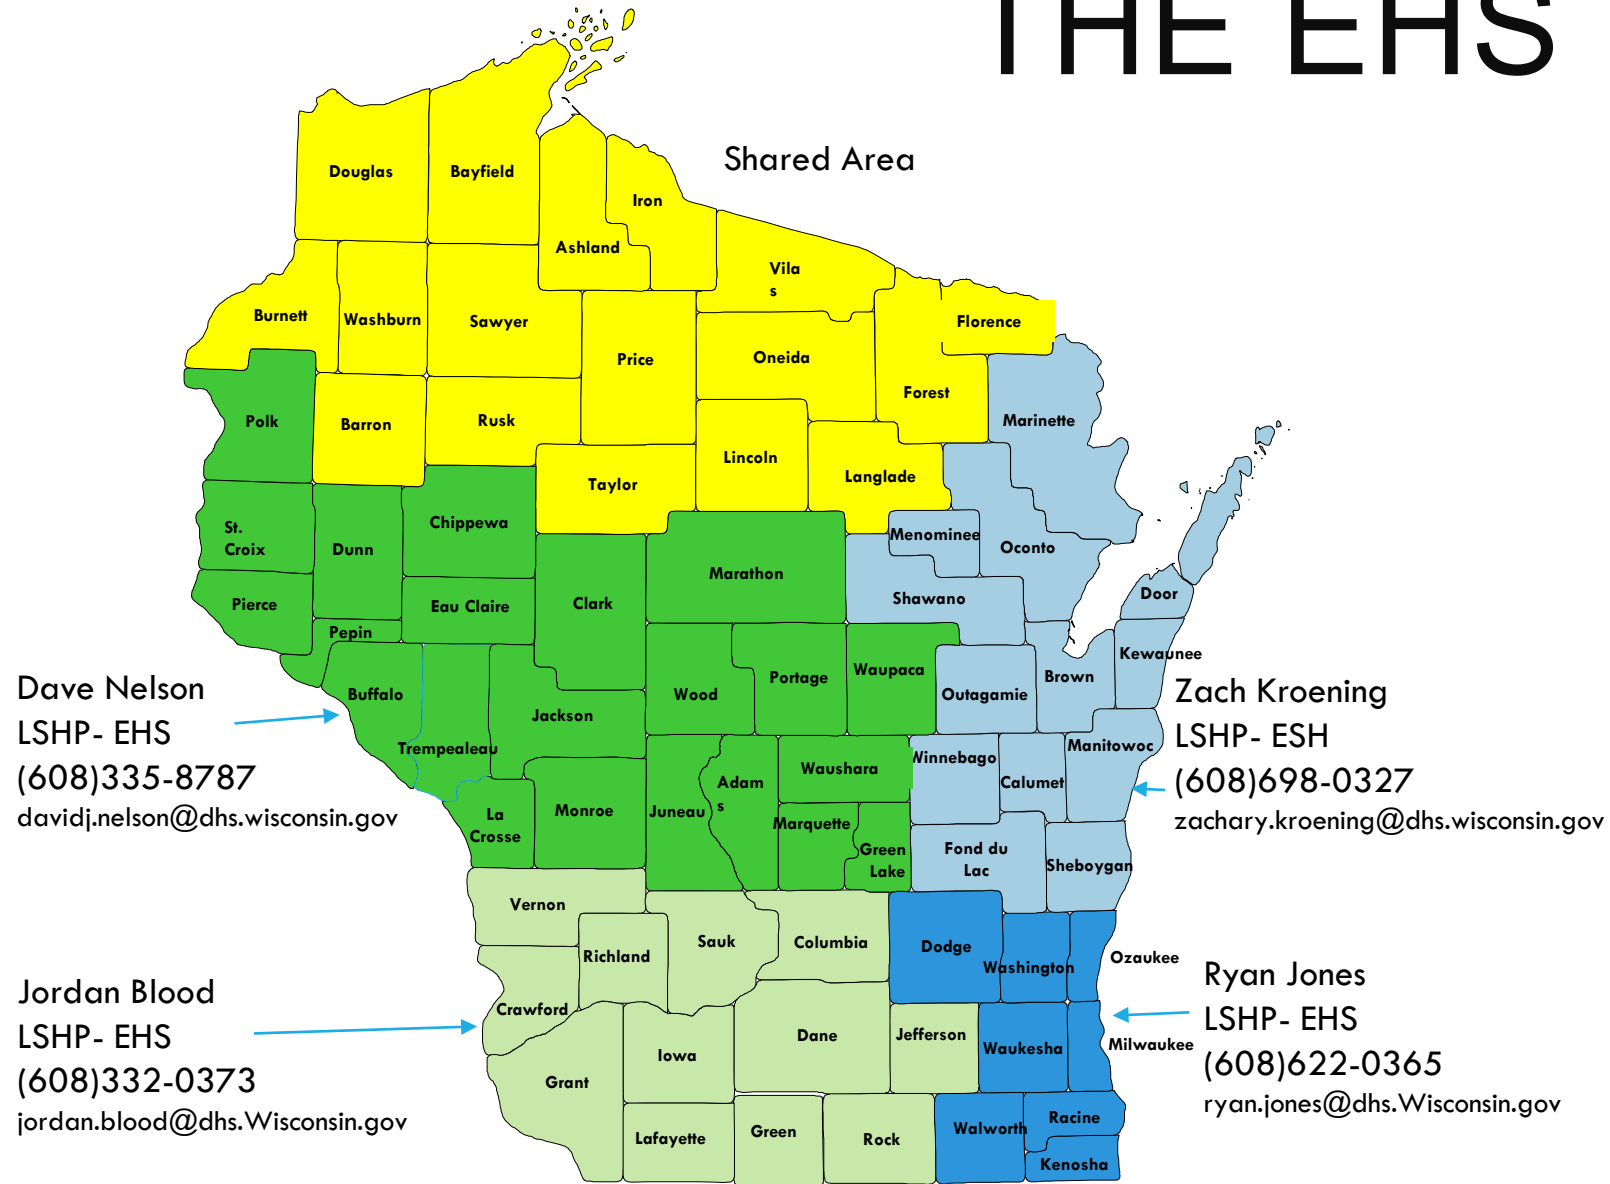 THE EHS
Shared Area
Douglas
Bayfield
Iron
Ashland
Vila
s
Burnett
Washburn
Sawyer
Florence
Price
Oneida
Forest
Polk
Barron
Rusk
Marinette
Lincoln
Langlade
Taylor
St.
Croix
Dunn
Chippewa
Menominee
Oconto
Marathon
Pierce
Eau Claire
Clark
Shawano
Door
Pepin
Kewaunee
Buffalo
Wood
Portage
Waupaca
Outagamie
Brown
Jackson
Trempealeau
Winnebago
Manitowoc
Adam
s
Waushara
Calumet
La
Crosse
Monroe
Juneau
Marquette
Green
Lake
Fond du
Lac
Sheboygan
Dave Nelson
LSHP- EHS
(608)335-8787
davidj.nelson@dhs.wisconsin.gov
Zach Kroening
LSHP- ESH
(608)698-0327
zachary.kroening@dhs.wisconsin.gov
Vernon
Richland
Sauk
Columbia
Dodge
Washington
Ozaukee
Crawford
Dane
Jefferson
Waukesha
Milwaukee
Grant
Iowa
Lafayette
Green
Rock
Walworth
Racine
Kenosha
Jordan Blood
LSHP- EHS
(608)332-0373
jordan.blood@dhs.Wisconsin.gov
Ryan Jones
LSHP- EHS
(608)622-0365
ryan.jones@dhs.Wisconsin.gov